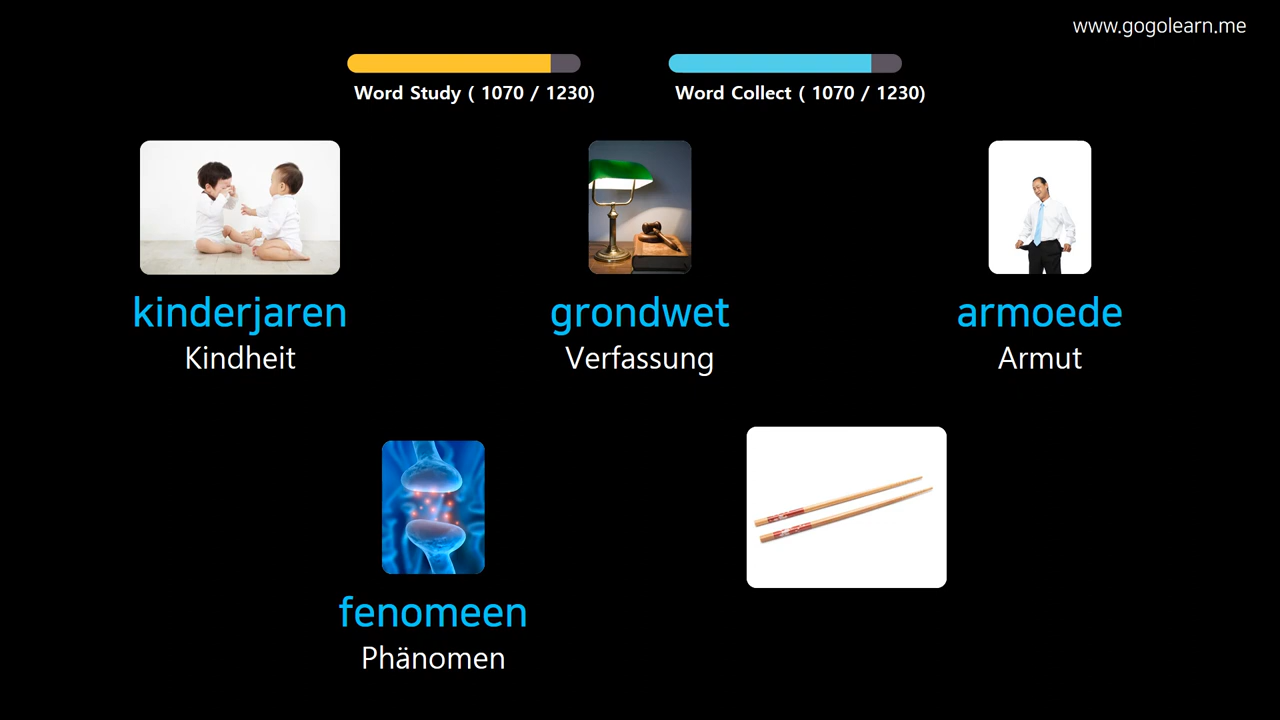 www.gogolearn.me
Word Study ( 1070 / 1230)
Word Collect ( 1070 / 1230)
kinderjaren
Kindheit
grondwet
Verfassung
armoede
Armut
fenomeen
Phänomen